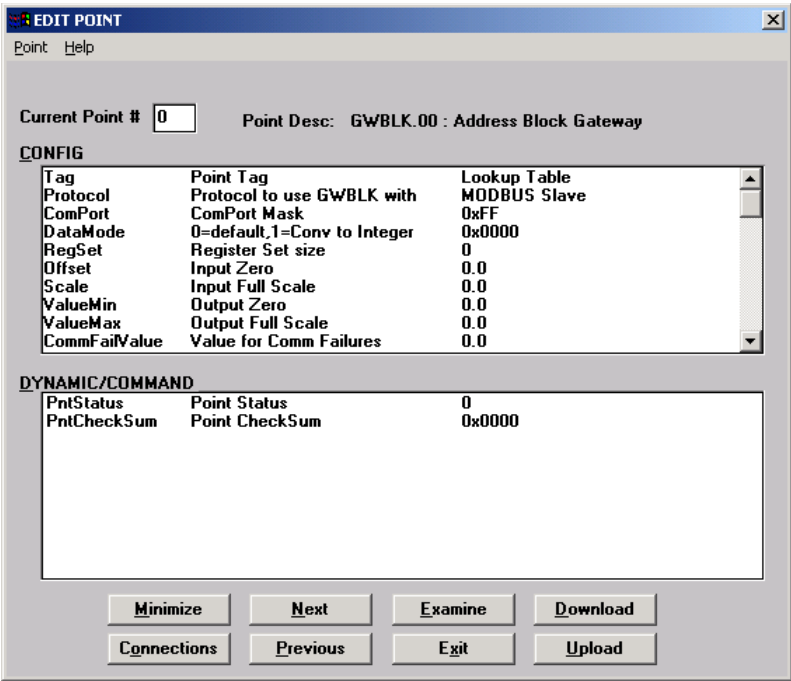 EDIT POINT
Point Help
Current Point # 0 Point Desc: GWBLK.00 : Address Block Gateway
CONFIG
Tag Point Tag Lookup Table
Protocol Protocol to use GWBLK with MODBUS Slave
ComPort ComPort Mask 0xFF
DataMode 0=default,1=Conv to Integer 0x0000
RegSet Register Set size 0
Offset Input Zero 0.0
Scale Input Full Scale 0.0
ValueMin Output Zero 0.0
ValueMax Output Full Scale 0.0
CommFailValue Value for Comm Failures 0.0
DYNAMIC/COMMAND
PntStatus Point Status 0
PntCheckSum Point CheckSum 0x0000
Minimize Next Examine Download
Connections Previous Exit Upload